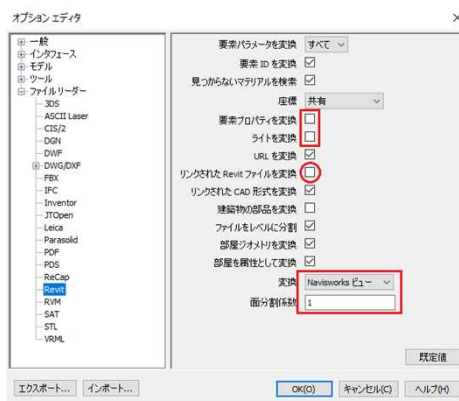 オプション エディタ
一般
インタフェース
モデル
ツール
ファイルリーダー
3DS
ASCII Laser
CIS/2
DGN
DWF
DWG/DXF
FBX
IFC
Inventor
JTOpen
Leica
Parasolid
PDF
PDS
ReCap
Revit
RVM
SAT
STL
VRML
要素パラメータを変換 すべて
要素 ID を変換
見つからないマテリアルを検索
座標 共有
要素プロパティを変換
ライトを変換
URL を変換
リンクされた Revit ファイルを変換
リンクされた CAD 形式を変換
建築物の部品を変換
ファイルをレベルに分割
部屋ジオメトリを変換
部屋を属性として変換
変換 Navisworks ビュー
面分割係数 1
既定値
エクスポート... インポート... OK(O) キャンセル(C) ヘルプ(H)